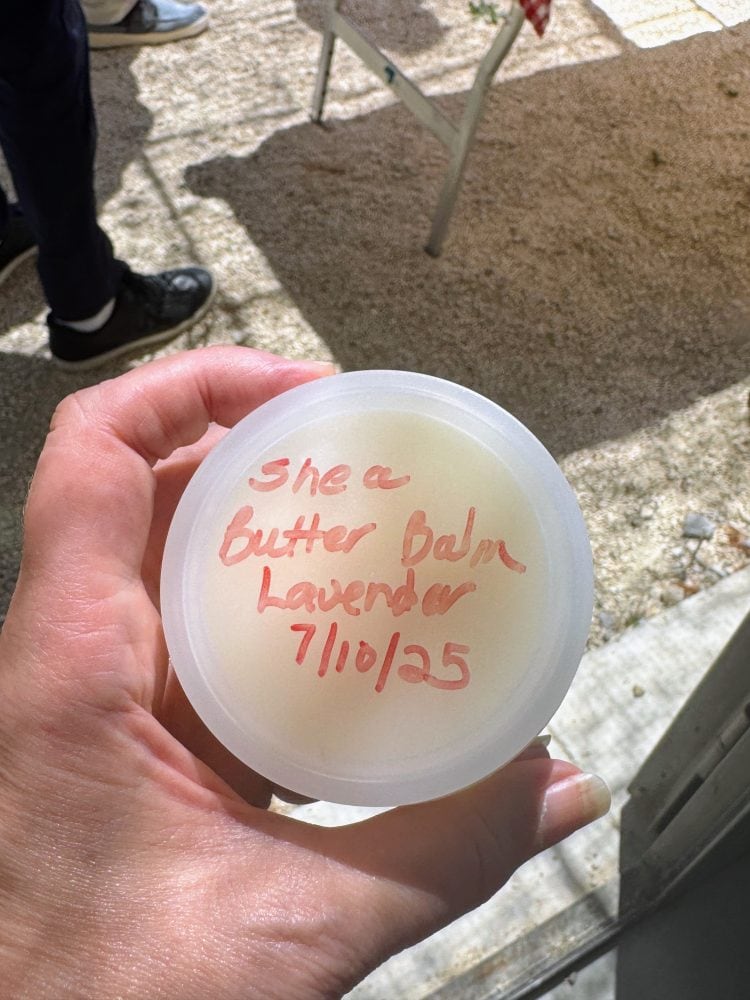 Shea
Butter Balm
Lavender
7/10/25